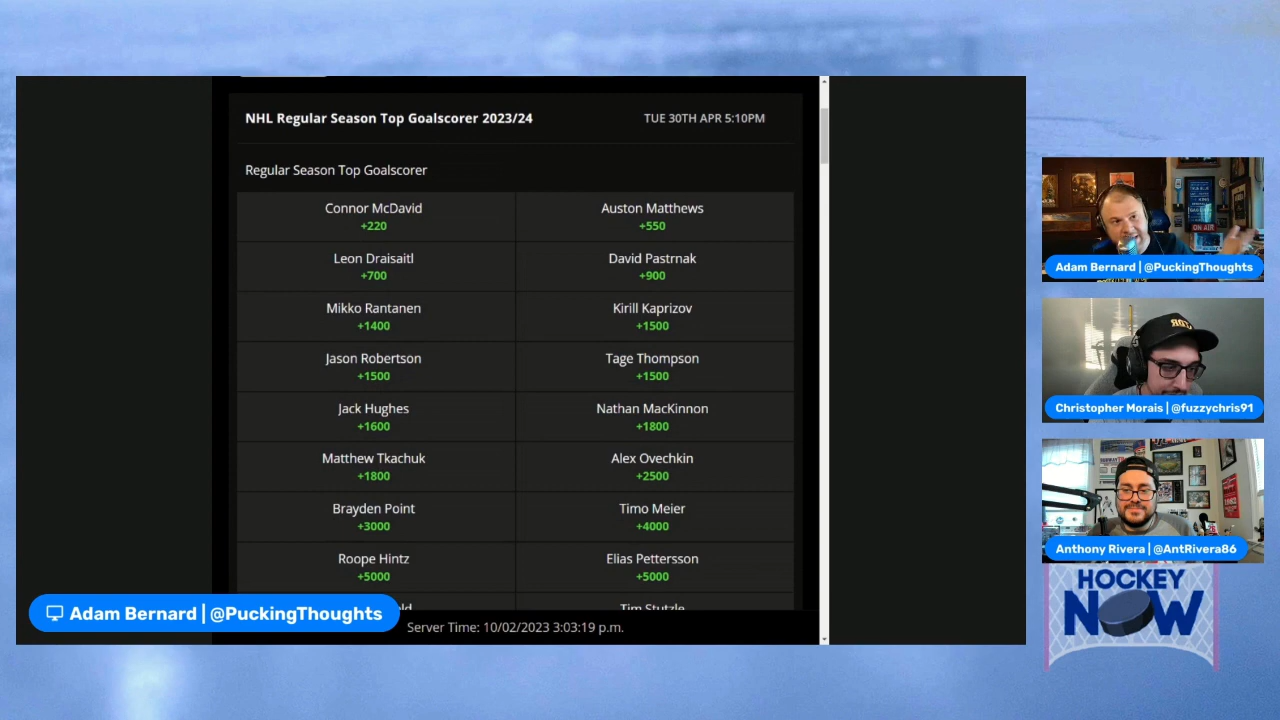 NHL Regular Season Top Goalscorer 2023/24
TUE 30TH APR 5:10PM
Regular Season Top Goalscorer
Connor McDavid
+220
Auston Matthews
+550
Leon Draisaitl
+700
David Pastrnak
+900
Mikko Rantanen
+1400
Kirill Kaprizov
+1500
Jason Robertson
+1500
Tage Thompson
+1500
Jack Hughes
+1600
Nathan MacKinnon
+1800
Matthew Tkachuk
+1800
Alex Ovechkin
+2500
Brayden Point
+3000
Timo Meier
+4000
Roope Hintz
+5000
Elias Pettersson
+5000
Tim Stutzle
Adam Bernard | @PuckingThoughts
Server Time: 10/02/2023 3:03:19 p.m.
ON AIR
Adam Bernard | @PuckingThoughts
Christopher Morais | @fuzzychris91
Anthony Rivera | @AntRivera86
HOCKEY
NOW